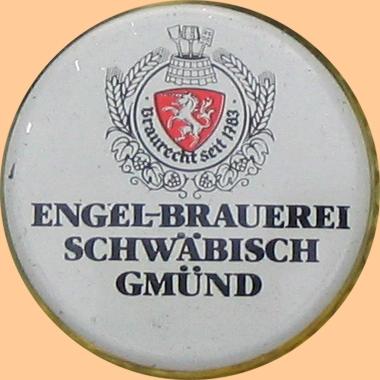 Braurecht seit 1783
ENGEL-BRAUEREI
SCHWÄBISCH
GMÜND